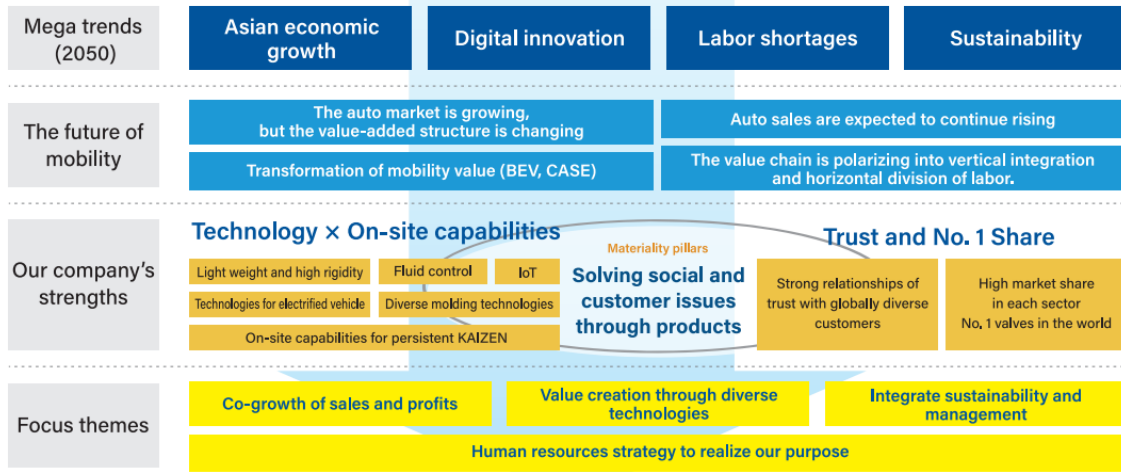 Mega trends
(2050)
Asian economic
growth
Digital innovation
Labor shortages
Sustainability
The future of
mobility
The auto market is growing,
but the value-added structure is changing
Auto sales are expected to continue rising
Transformation of mobility value (BEV, CASE)
The value chain is polarizing into vertical integration
and horizontal division of labor.
Our company's
strengths
Technology × On-site capabilities
Light weight and high rigidity
Fluid control
IoT
Technologies for electrified vehicle
Diverse molding technologies
On-site capabilities for persistent KAIZEN
Materiality pillars
Solving social and
customer issues
through products
Trust and No. 1 Share
Strong relationships of
trust with globally diverse
customers
High market share
in each sector
No. 1 valves in the world
Focus themes
Co-growth of sales and profits
Value creation through diverse
technologies
Integrate sustainability and
management
Human resources strategy to realize our purpose